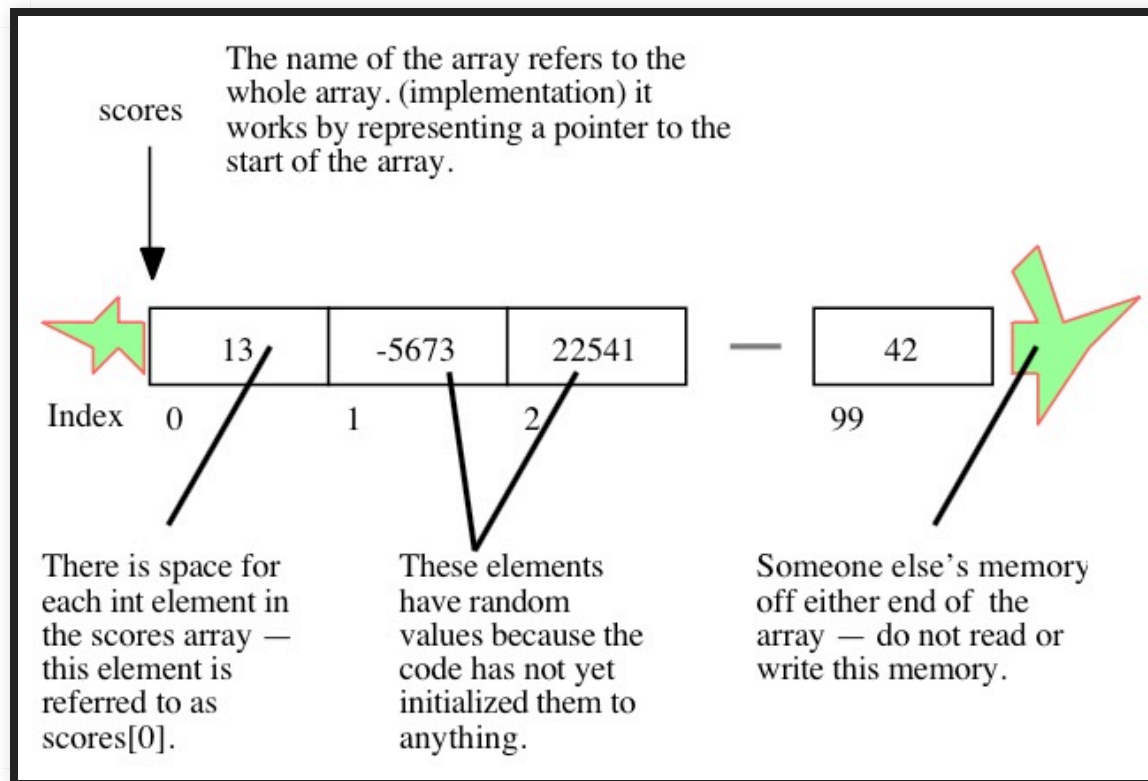 The name of the array refers to the
whole array. (implementation) it
works by representing a pointer to the
start of the array.
scores
13 -5673 22541 42
Index 0 1 2 99
There is space for
each int element in
the scores array —
this element is
referred to as
scores[0].
These elements
have random
values because the
code has not yet
initialized them to
anything.
Someone else’s memory
off either end of the
array — do not read or
write this memory.